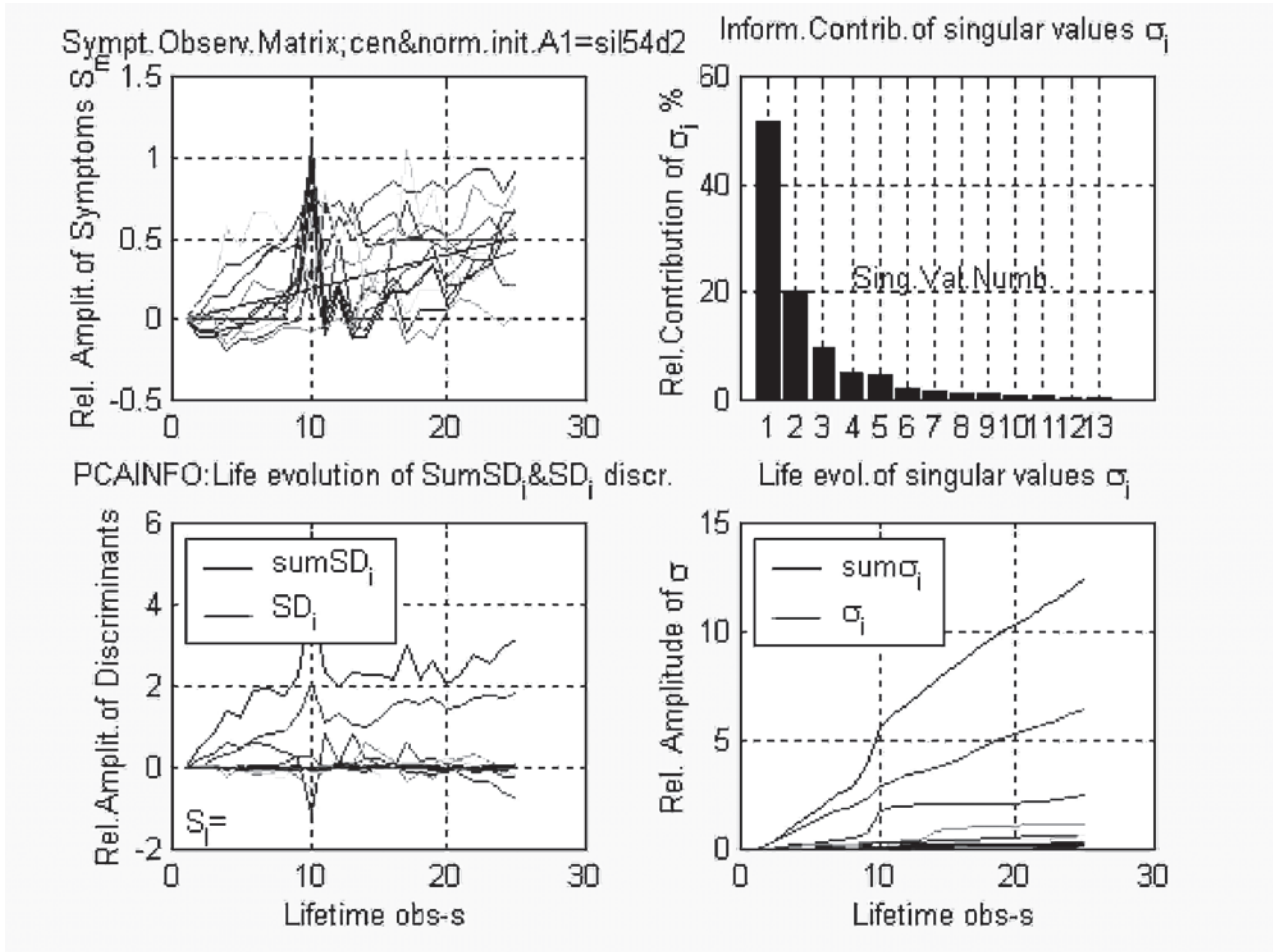 Sympt.Observ.Matrix;cen&norm.init.A1=sil54d2
Rel. Amplit.of Symptoms S
1.5
1
0.5
0
-0.5
0 10 20 30
Inform.Contrib.of singular values σi
Rel.Contribution of σi %
60
40
20
0
Sing.Val.Numb.
1 2 3 4 5 6 7 8 9 10 11 12 13
PCAINFO:Life evolution of SumSDi&SDi discr.
Rel.Amplit.of Discriminants
6
4
2
0
-2
sumSDi
SDi
Si=
0 10 20 30
Lifetime obs-s
Life evol.of singular values σi
Rel. Amplitude of σ
15
10
5
0
sumσi
σi
0 10 20 30
Lifetime obs-s